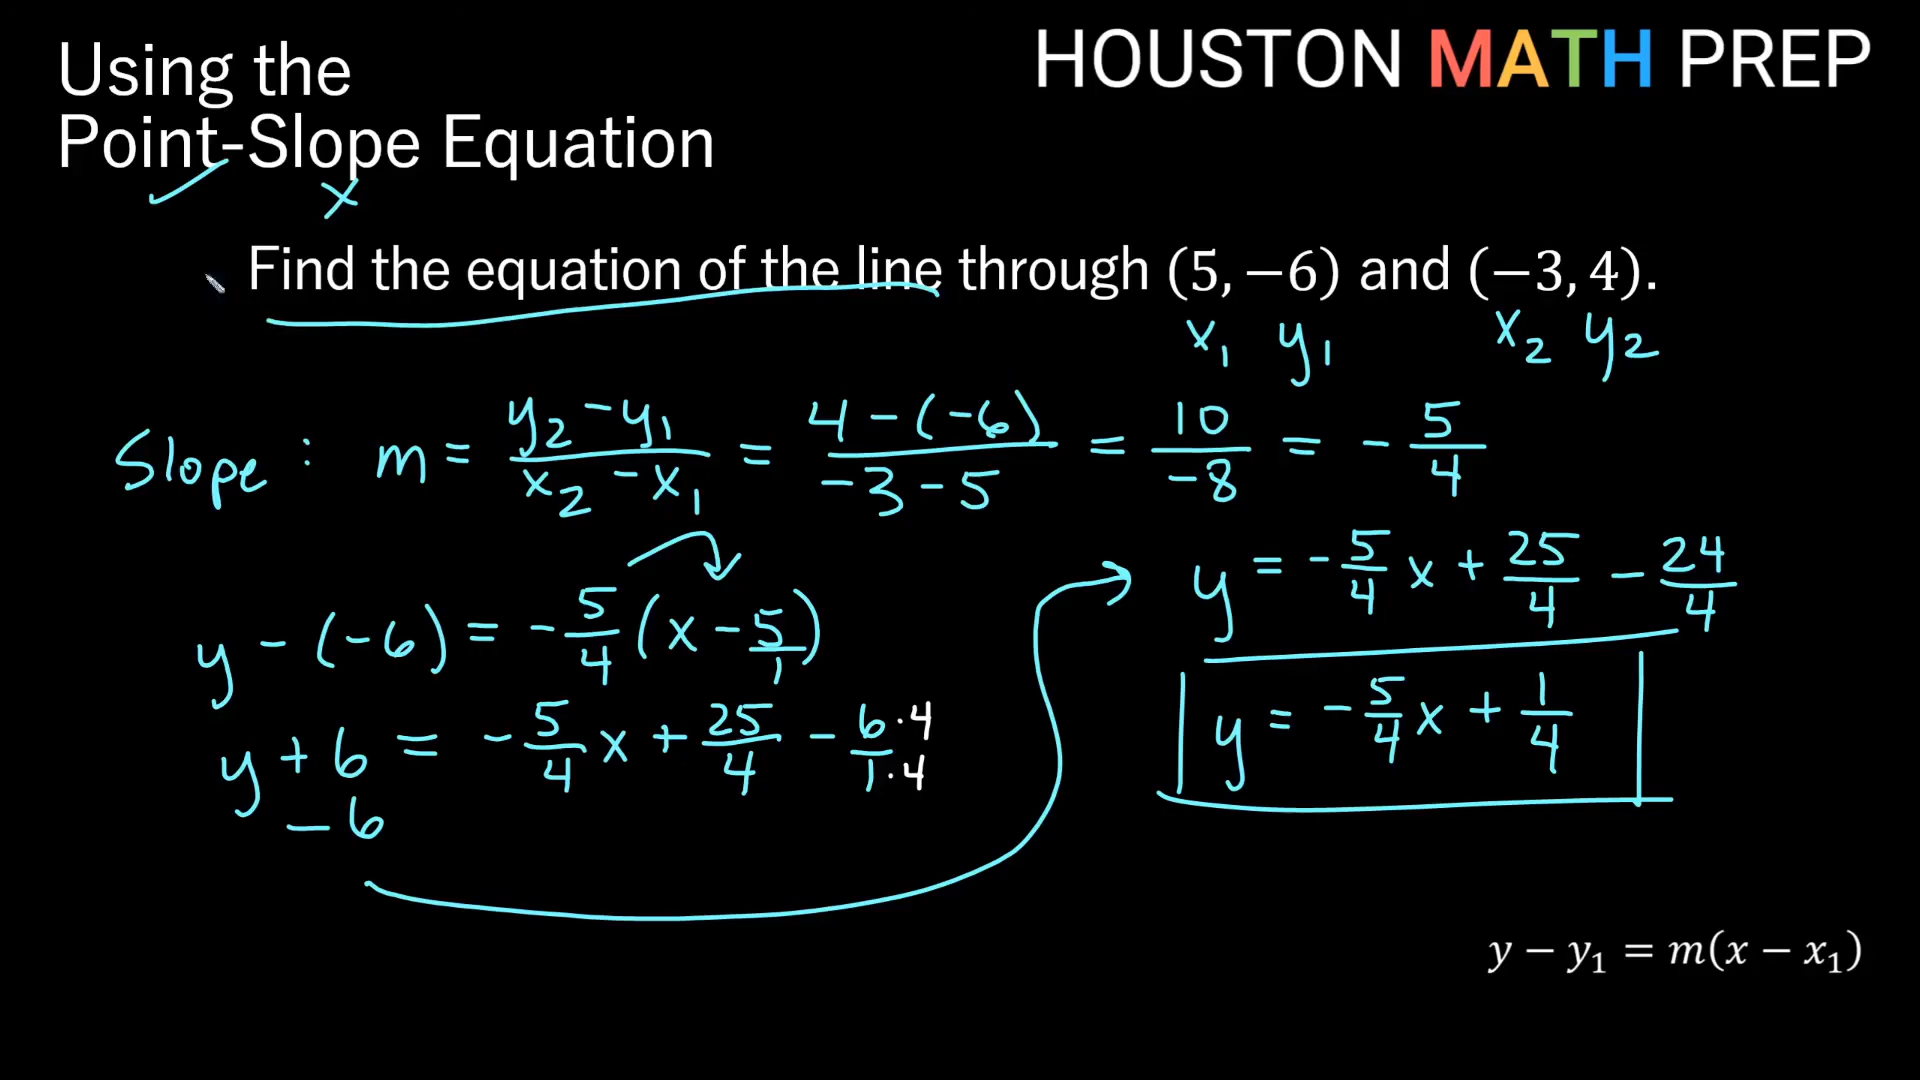 Using the
Point-Slope Equation
HOUSTON MATH PREP
✓ x
Find the equation of the line through (5, −6) and (−3, 4).
x₁ y₁ x₂ y₂
Slope: m = (y₂ − y₁)/(x₂ − x₁) = (4 − (−6))/(−3 − 5) = 10/−8 = −5/4
y − (−6) = −5/4 (x − 5/1)
y + 6 = −5/4 x + 25/4 − 6·4/1·4
− 6
y = −5/4 x + 25/4 − 24/4
y = −5/4 x + 1/4
y − y₁ = m(x − x₁)